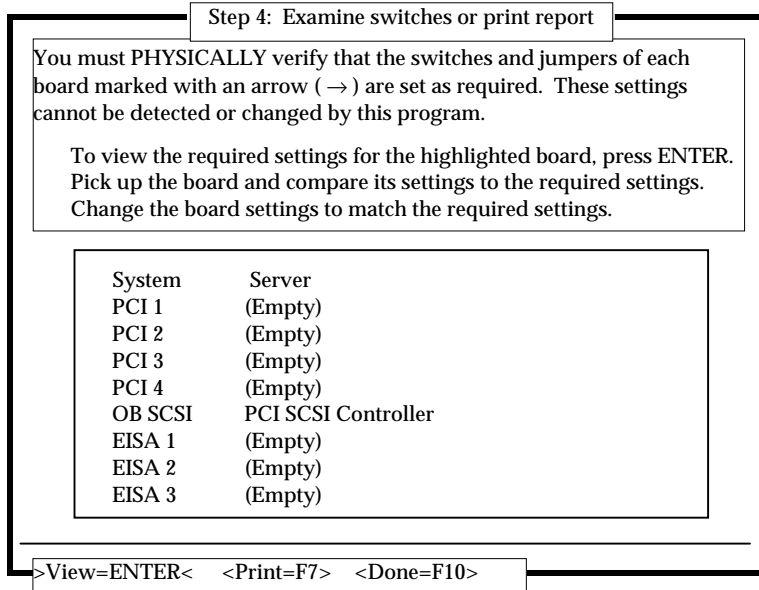 Step 4: Examine switches or print report
You must PHYSICALLY verify that the switches and jumpers of each
board marked with an arrow ( → ) are set as required. These settings
cannot be detected or changed by this program.
To view the required settings for the highlighted board, press ENTER.
Pick up the board and compare its settings to the required settings.
Change the board settings to match the required settings.
System Server
PCI 1 (Empty)
PCI 2 (Empty)
PCI 3 (Empty)
PCI 4 (Empty)
OB SCSI PCI SCSI Controller
EISA 1 (Empty)
EISA 2 (Empty)
EISA 3 (Empty)
>View=ENTER< <Print=F7> <Done=F10>